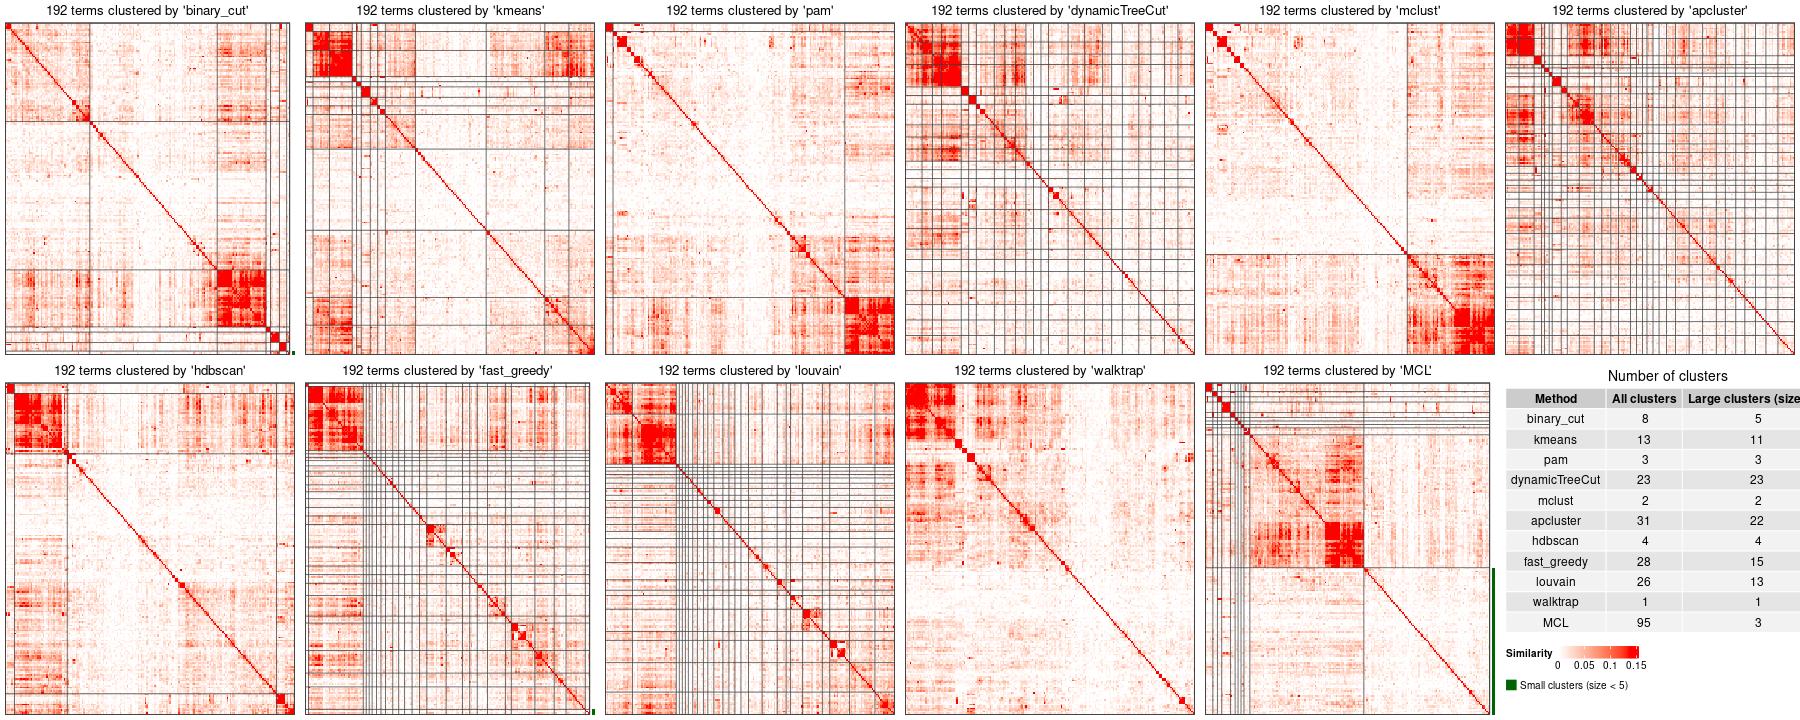 192 terms clustered by 'binary_cut'
192 terms clustered by 'kmeans'
192 terms clustered by 'pam'
192 terms clustered by 'dynamicTreeCut'
192 terms clustered by 'mclust'
192 terms clustered by 'apcluster'
192 terms clustered by 'hdbscan'
192 terms clustered by 'fast_greedy'
192 terms clustered by 'louvain'
192 terms clustered by 'walktrap'
192 terms clustered by 'MCL'
Number of clusters
Method All clusters Large clusters (size
binary_cut 8 5
kmeans 13 11
pam 3 3
dynamicTreeCut 23 23
mclust 2 2
apcluster 31 22
hdbscan 4 4
fast_greedy 28 15
louvain 26 13
walktrap 1 1
MCL 95 3
Similarity
0 0.05 0.1 0.15
Small clusters (size < 5)